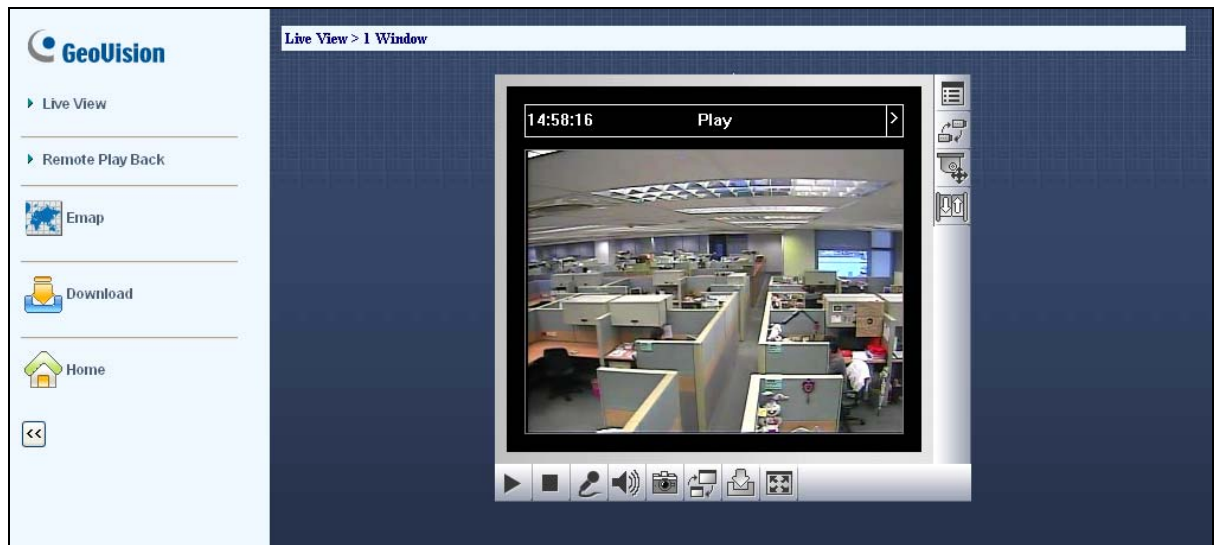 GeoVision
Live View
Remote Play Back
Emap
Download
Home
<<
Live View > 1 Window
14:58:16 Play >